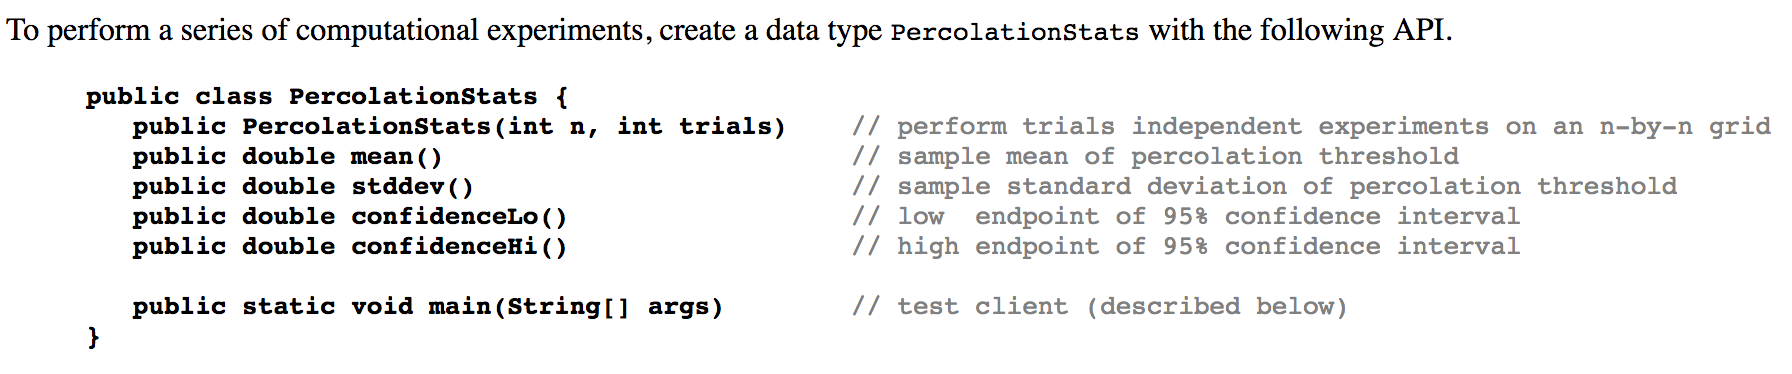 To perform a series of computational experiments, create a data type PercolationStats with the following API.
public class PercolationStats {
public PercolationStats(int n, int trials) // perform trials independent experiments on an n-by-n grid
public double mean() // sample mean of percolation threshold
public double stddev() // sample standard deviation of percolation threshold
public double confidenceLo() // low  endpoint of 95% confidence interval
public double confidenceHi() // high endpoint of 95% confidence interval
public static void main(String[] args) // test client (described below)
}